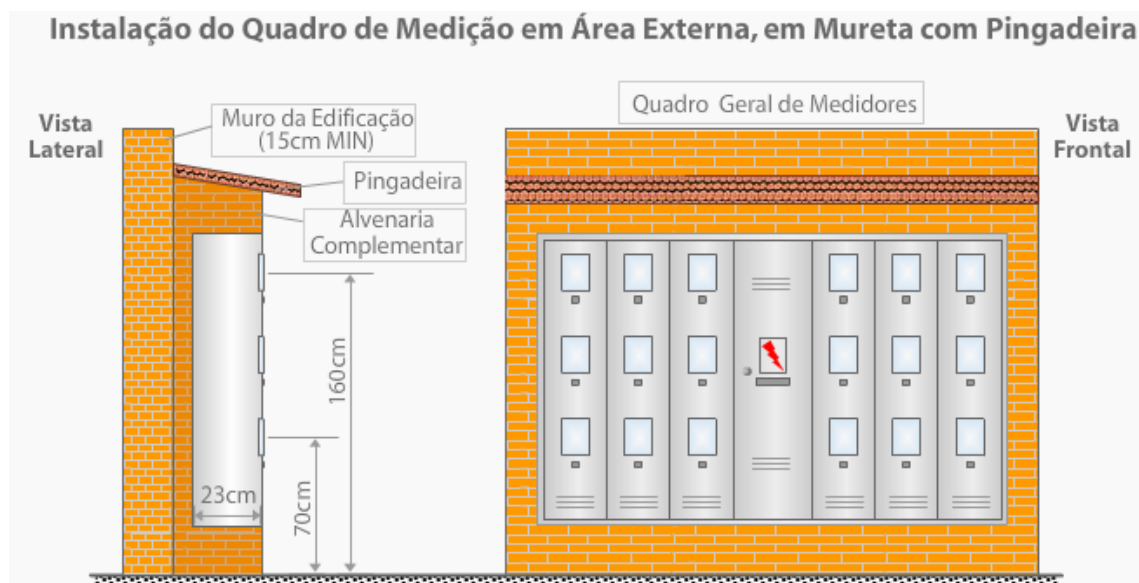 Instalação do Quadro de Medição em Área Externa, em Mureta com Pingadeira
Vista
Lateral
Muro da Edificação
(15cm MIN)
Pingadeira
Alvenaria
Complementar
160cm
70cm
23cm
Quadro Geral de Medidores
Vista
Frontal